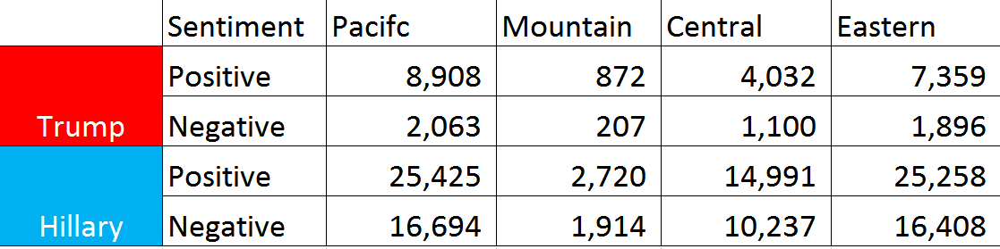 Sentiment Pacifc Mountain Central Eastern
Positive 8,908 872 4,032 7,359
Trump Negative 2,063 207 1,100 1,896
Positive 25,425 2,720 14,991 25,258
Hillary Negative 16,694 1,914 10,237 16,408